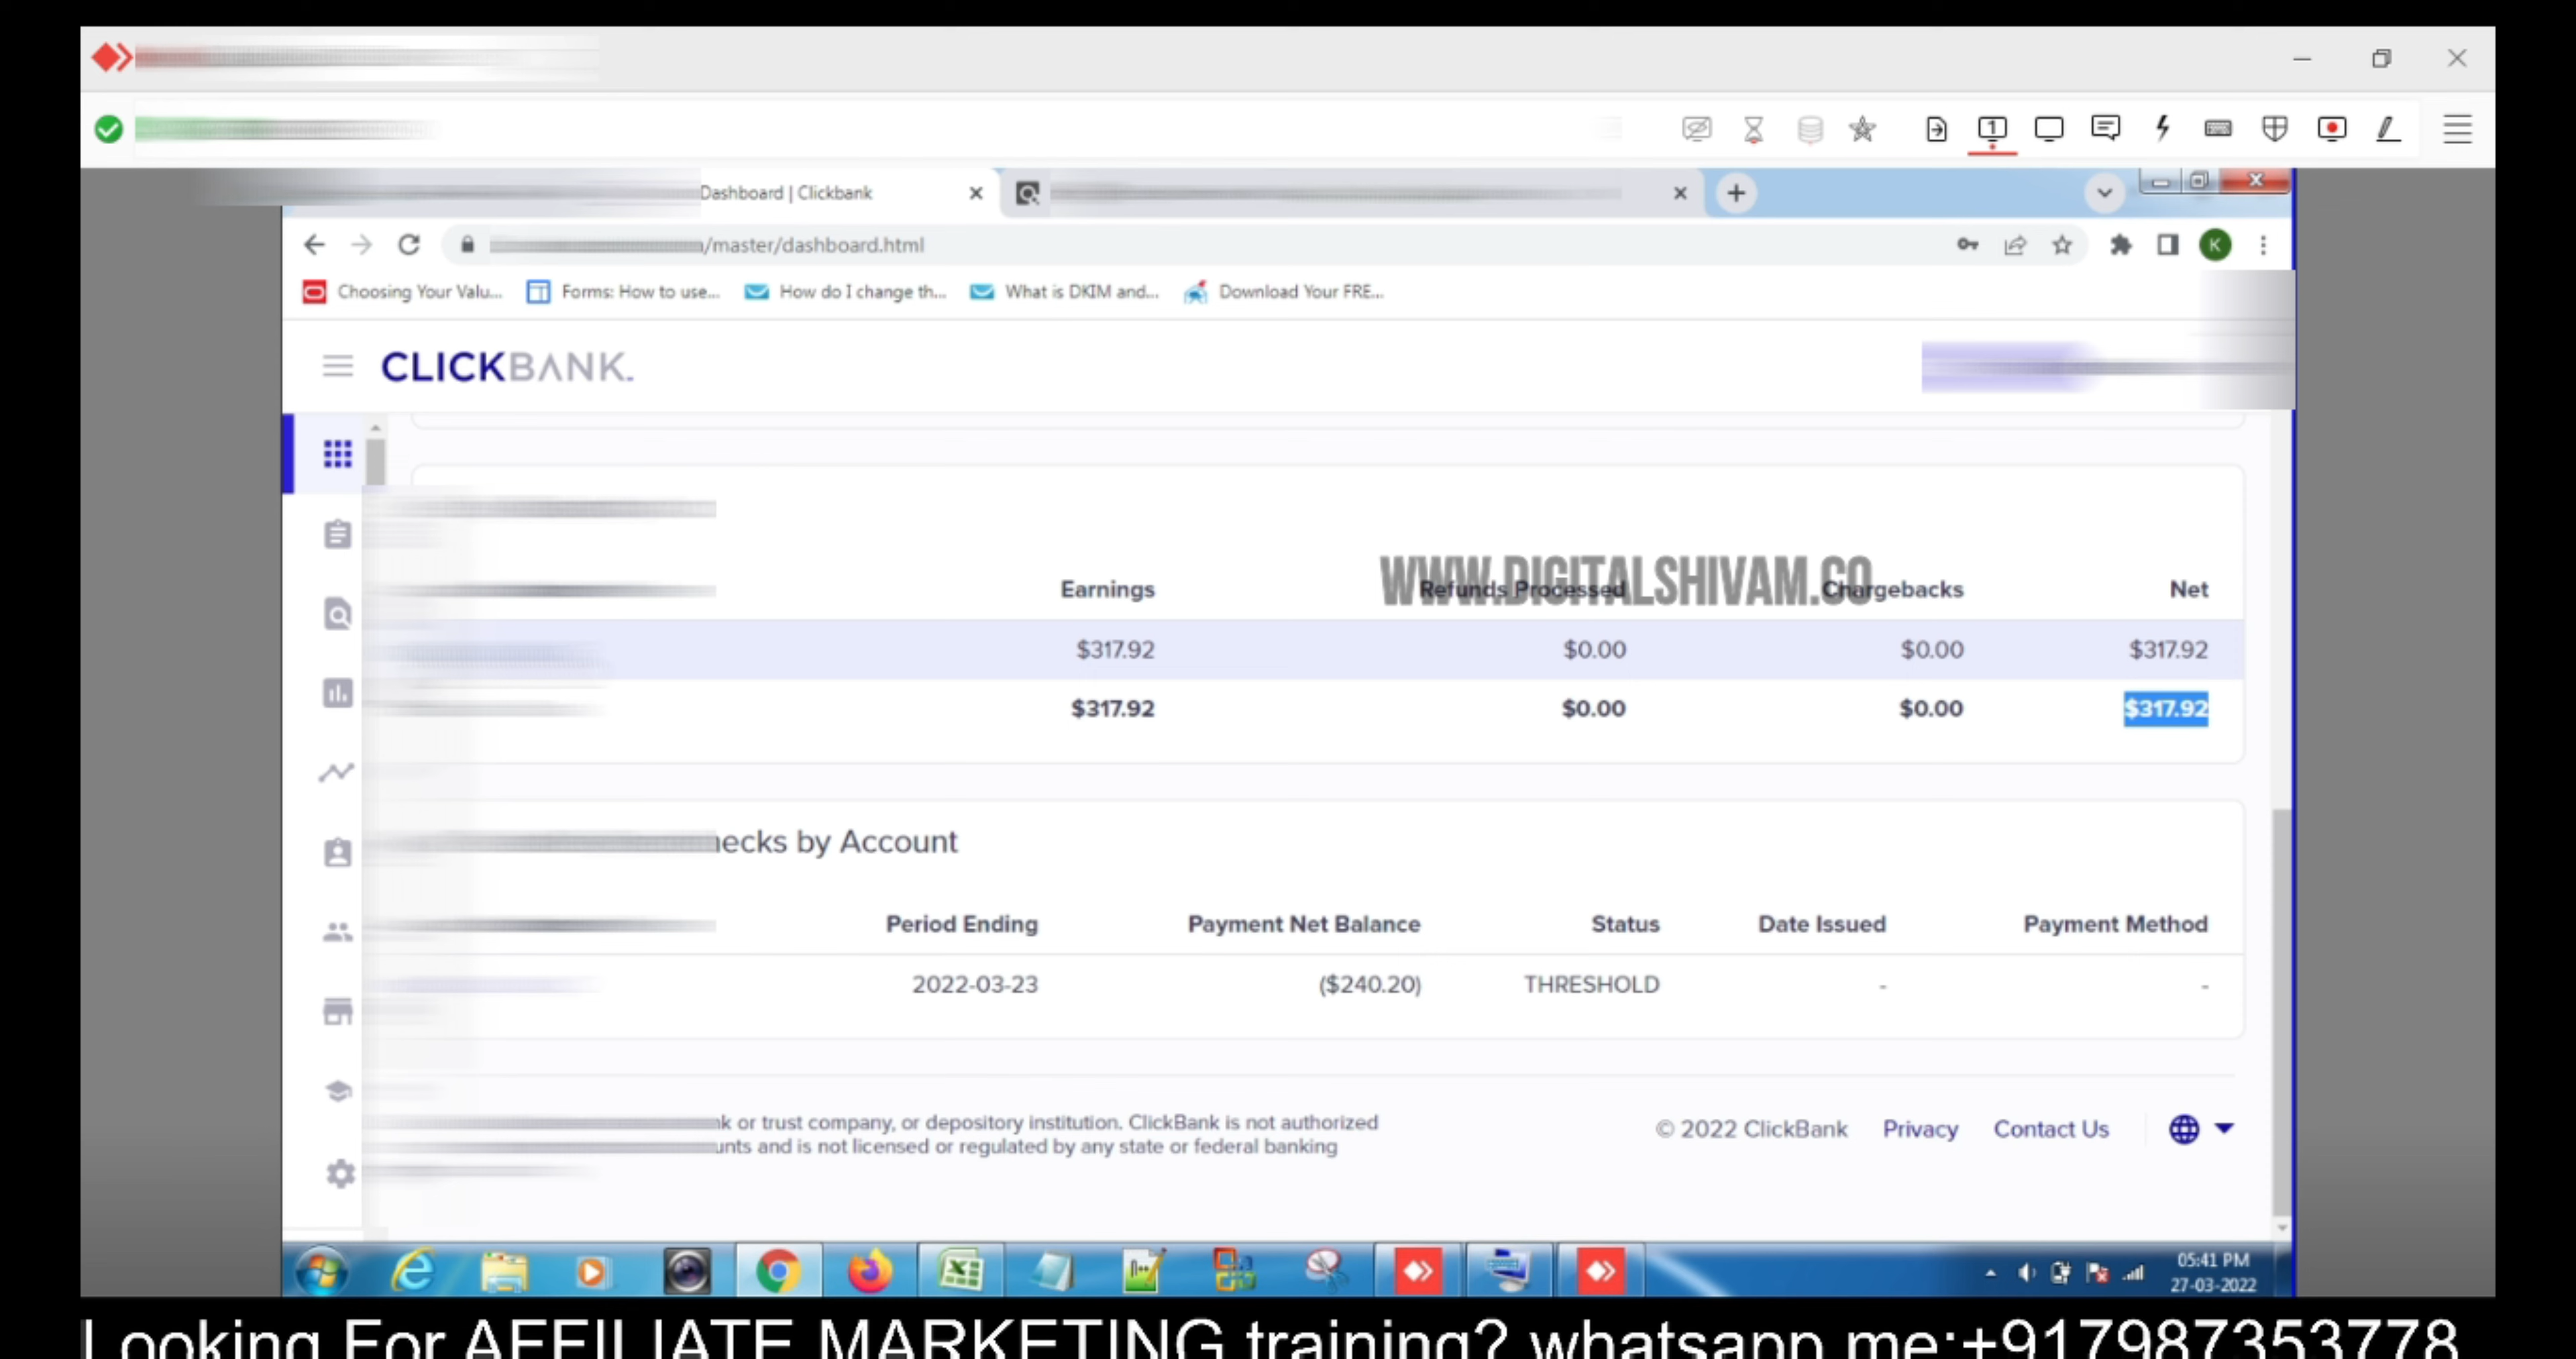 Dashboard | Clickbank
/master/dashboard.html
Choosing Your Valu... Forms: How to use... How do I change th... What is DKIM and... Download Your FRE...
K
CLICKBANK.
WWW.DIGITALSHIVAM.CO
Earnings Refunds Processed Chargebacks Net
$317.92 $0.00 $0.00 $317.92
$317.92 $0.00 $0.00 $317.92
ecks by Account
Period Ending Payment Net Balance Status Date Issued Payment Method
2022-03-23 ($240.20) THRESHOLD - -
k or trust company, or depository institution. ClickBank is not authorized
unts and is not licensed or regulated by any state or federal banking
© 2022 ClickBank Privacy Contact Us
05:41 PM
27-03-2022
Looking For AFFILIATE MARKETING training? whatsapp me:+917987353778